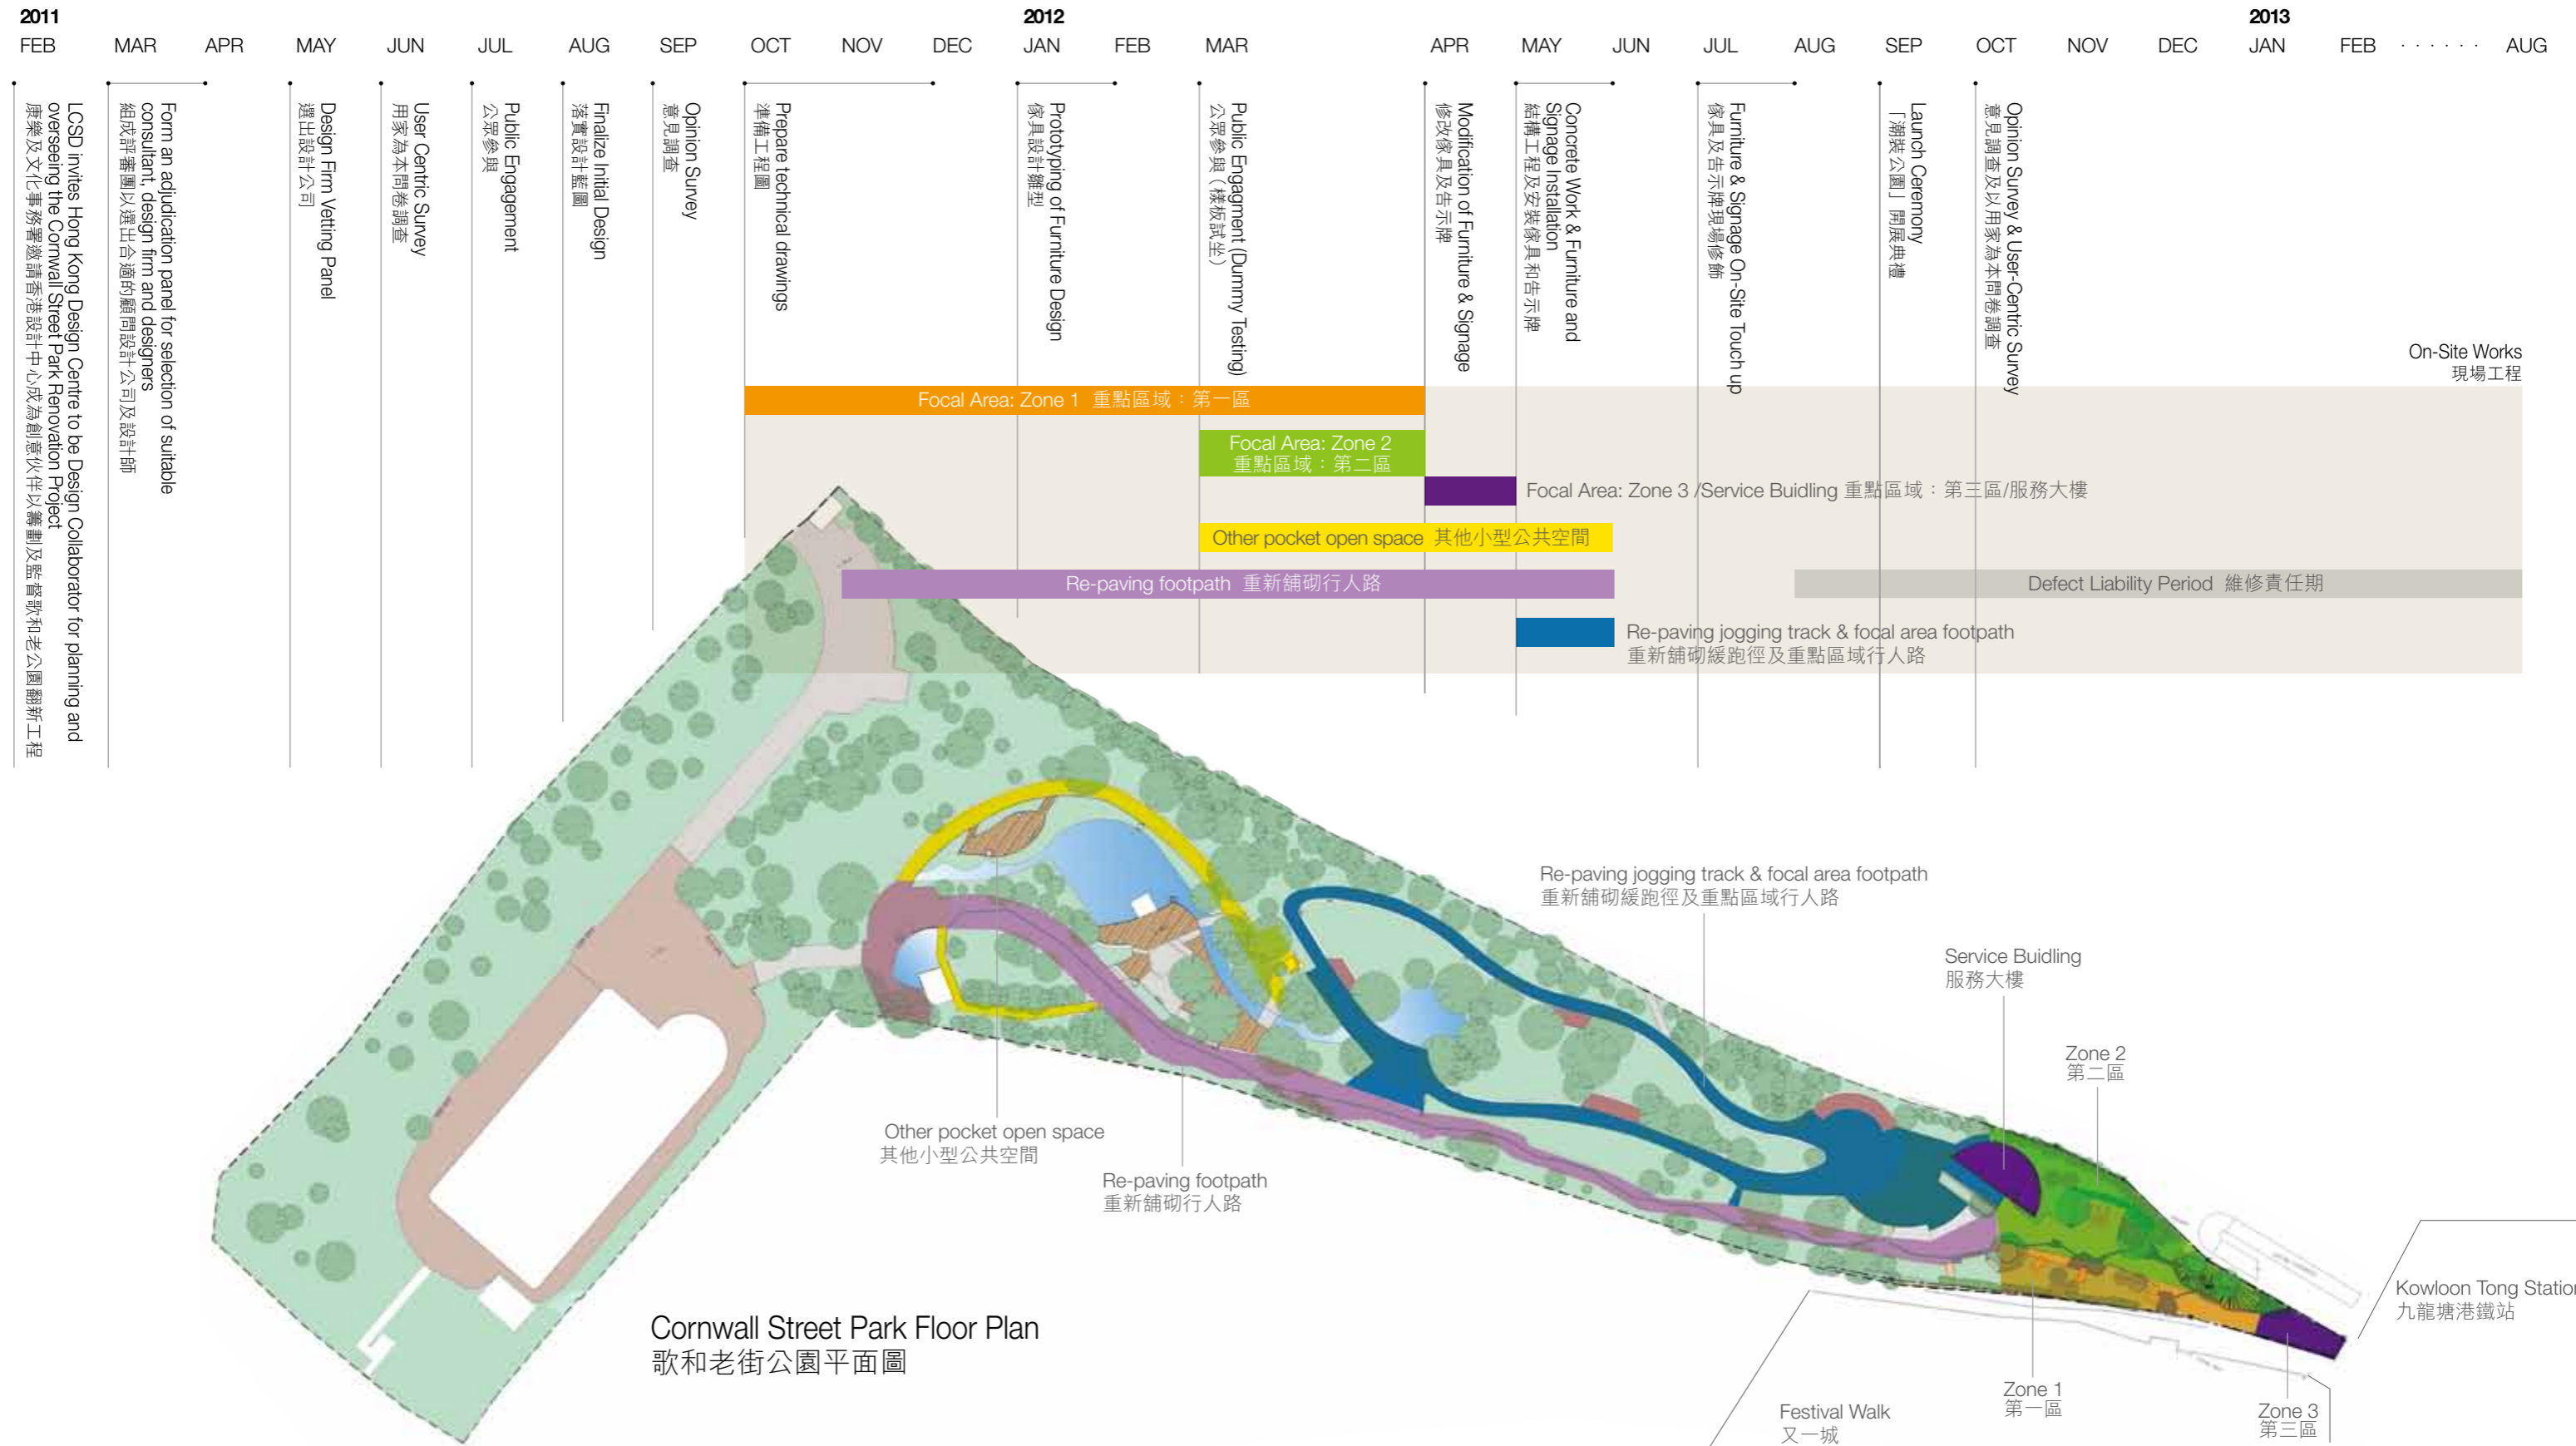 2011
2012
2013
FEB MAR APR MAY JUN JUL AUG SEP OCT NOV DEC JAN FEB MAR APR MAY JUN JUL AUG SEP OCT NOV DEC JAN FEB · · · · · · AUG
LCSD invites Hong Kong Design Centre to be Design Collaborator for planning and
overseeing the Cornwall Street Park Renovation Project
康樂及文化事務署邀請香港設計中心成為創意伙伴以籌劃及監督歌和老公園翻新工程
Form an adjudication panel for selection of suitable
consultant, design firm and designers
組成評審團以選出合適的顧問設計公司及設計師
Design Firm Vetting Panel
選出設計公司
User Centric Survey
用家為本問卷調查
Public Engagement
公眾參與
Finalize Initial Design
落實設計藍圖
Opinion Survey
意見調查
Prepare technical drawings
準備工程圖
Prototyping of Furniture Design
傢具設計雛型
Public Engagment (Dummy Testing)
公眾參與（樣板試坐）
Modification of Furniture & Signage
修改傢具及告示牌
Concrete Work & Furniture and
Signage Installation
結構工程及安裝傢具和告示牌
Furniture & Signage On-Site Touch up
傢具及告示牌現場修飾
Launch Ceremony
「潮裝公園」開展典禮
Opinion Survey & User-Centric Survey
意見調查及以用家為本問卷調查
On-Site Works
現場工程
Focal Area: Zone 1 重點區域：第一區
Focal Area: Zone 2
重點區域：第二區
Focal Area: Zone 3 /Service Buidling 重點區域：第三區/服務大樓
Other pocket open space 其他小型公共空間
Re-paving footpath 重新舖砌行人路
Defect Liability Period 維修責任期
Re-paving jogging track & focal area footpath
重新舖砌緩跑徑及重點區域行人路
Re-paving jogging track & focal area footpath
重新舖砌緩跑徑及重點區域行人路
Service Buidling
服務大樓
Zone 2
第二區
Other pocket open space
其他小型公共空間
Re-paving footpath
重新舖砌行人路
Kowloon Tong Station
九龍塘港鐵站
Cornwall Street Park Floor Plan
歌和老街公園平面圖
Zone 1
第一區
Festival Walk
又一城
Zone 3
第三區